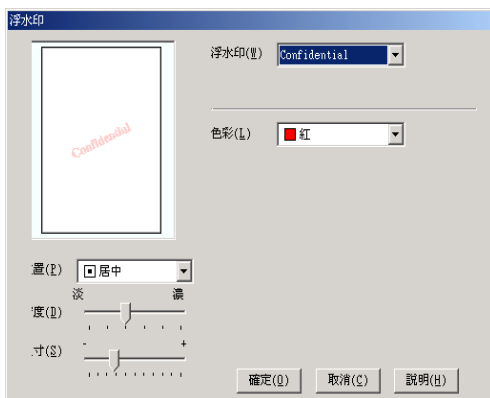 浮水印
浮水印(W) Confidential
色彩(L) 紅
Confidential
置(P) 居中
淡 濃
度(D)
- +
寸(S)
確定(O) 取消(C) 說明(H)